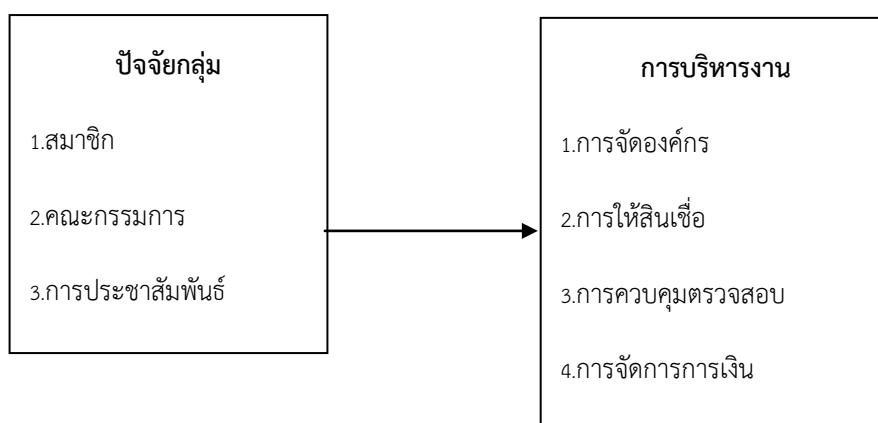 ปัจจัยกลุ่ม
1.สมาชิก
2.คณะกรรมการ
3.การประชาสัมพันธ์
การบริหารงาน
1.การจัดองค์กร
2.การให้สินเชื่อ
3.การควบคุมตรวจสอบ
4.การจัดการการเงิน